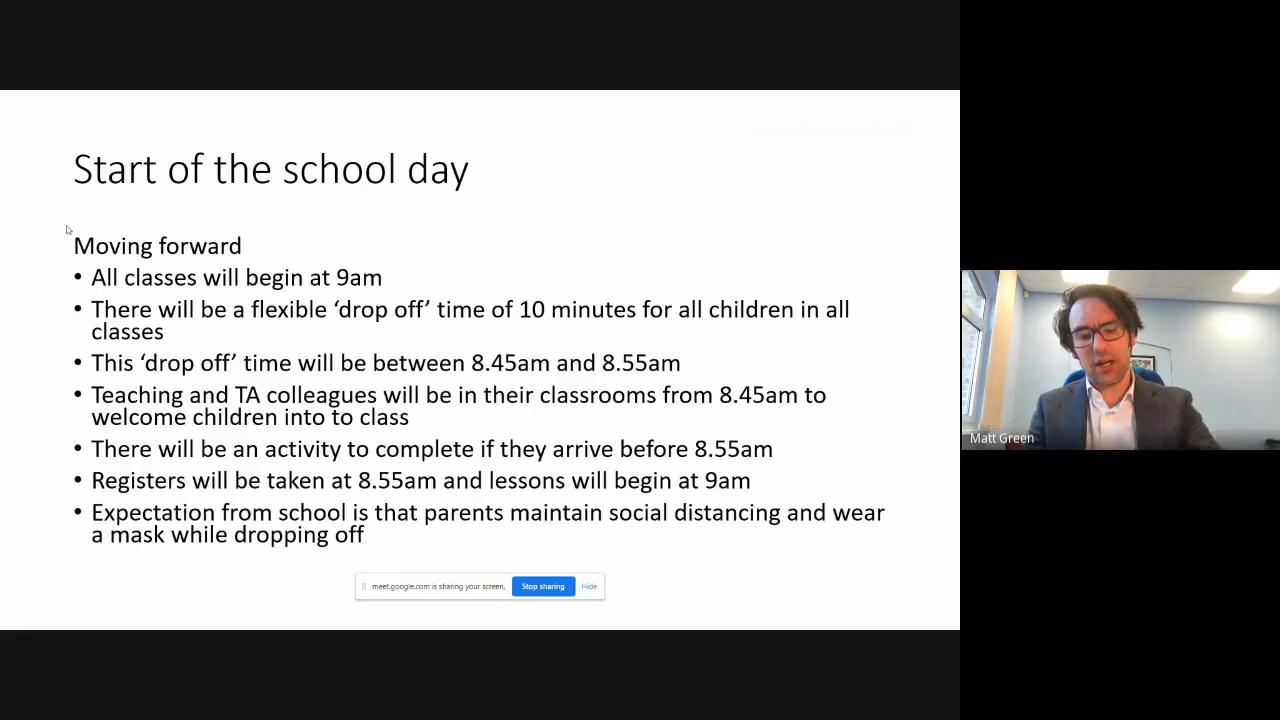 Start of the school day
Moving forward
• All classes will begin at 9am
• There will be a flexible ‘drop off’ time of 10 minutes for all children in all
classes
• This ‘drop off’ time will be between 8.45am and 8.55am
• Teaching and TA colleagues will be in their classrooms from 8.45am to
welcome children into to class
• There will be an activity to complete if they arrive before 8.55am
• Registers will be taken at 8.55am and lessons will begin at 9am
• Expectation from school is that parents maintain social distancing and wear
a mask while dropping off
meet.google.com is sharing your screen. Stop sharing Hide
Matt Green